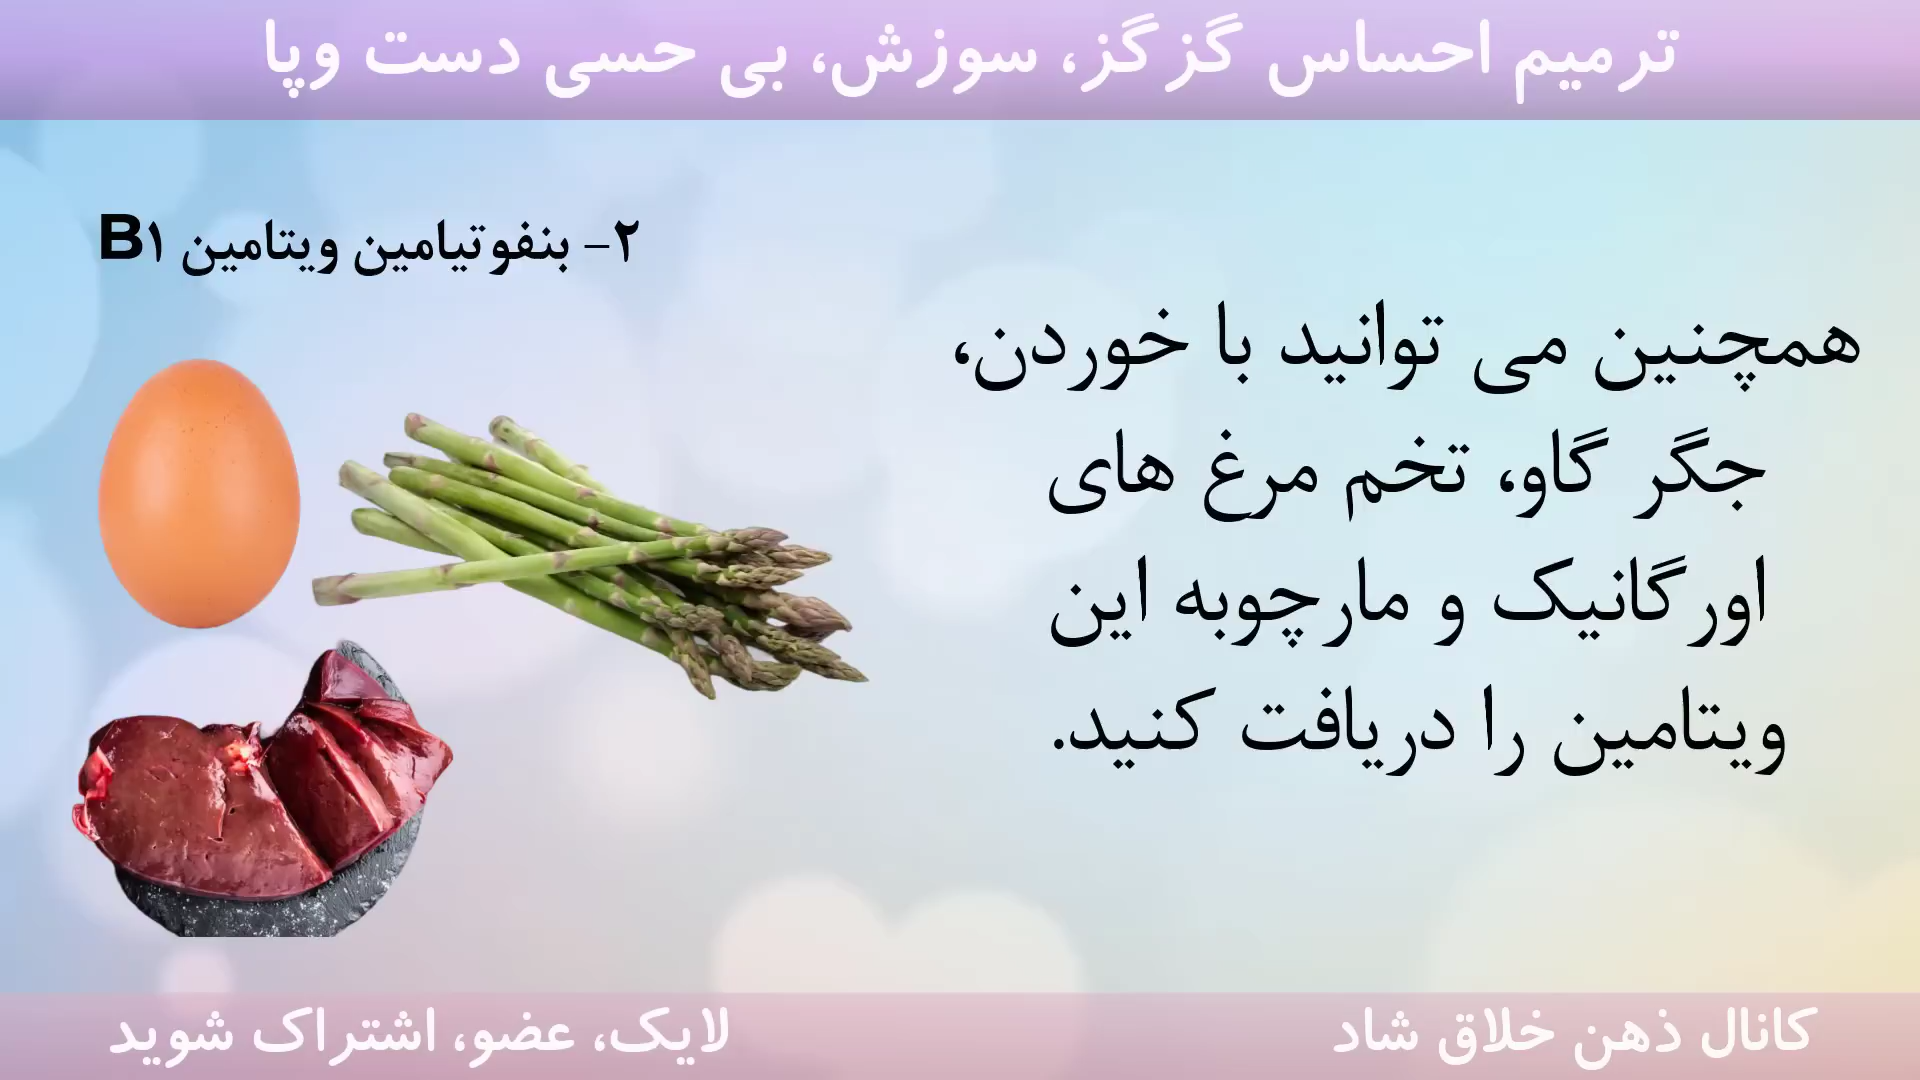 ترمیم احساس گزگز، سوزش، بی حسی دست وپا
۲- بنفوتیامین ویتامین B۱
همچنین می توانید با خوردن،
جگر گاو، تخم مرغ های
اورگانیک و مارچوبه این
ویتامین را دریافت کنید.
کانال ذهن خلاق شاد
لایک، عضو، اشتراک شوید